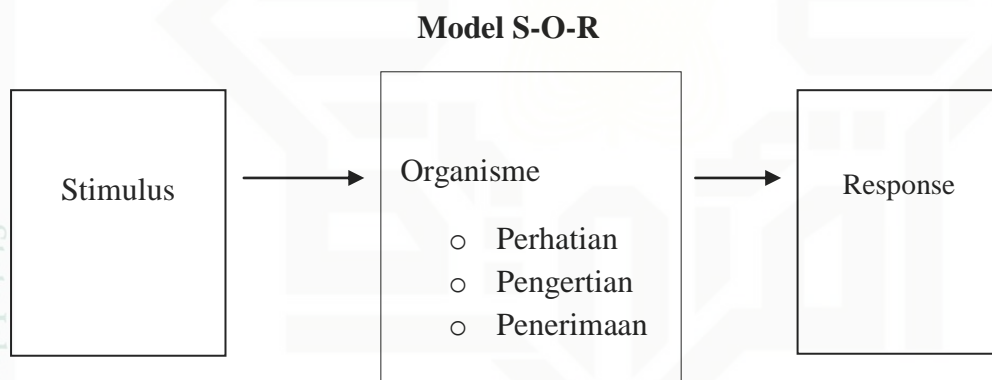 Model S-O-R
Stimulus
Organisme
o Perhatian
o Pengertian
o Penerimaan
Response